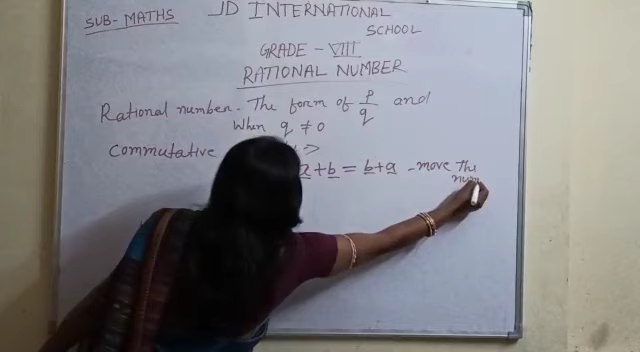 SUB- MATHS
JD INTERNATIONAL
SCHOOL
GRADE - VIII
RATIONAL NUMBER
Rational number. The form of p/q and
When q ≠ 0
Commutative
a + b = b + a - move The
num